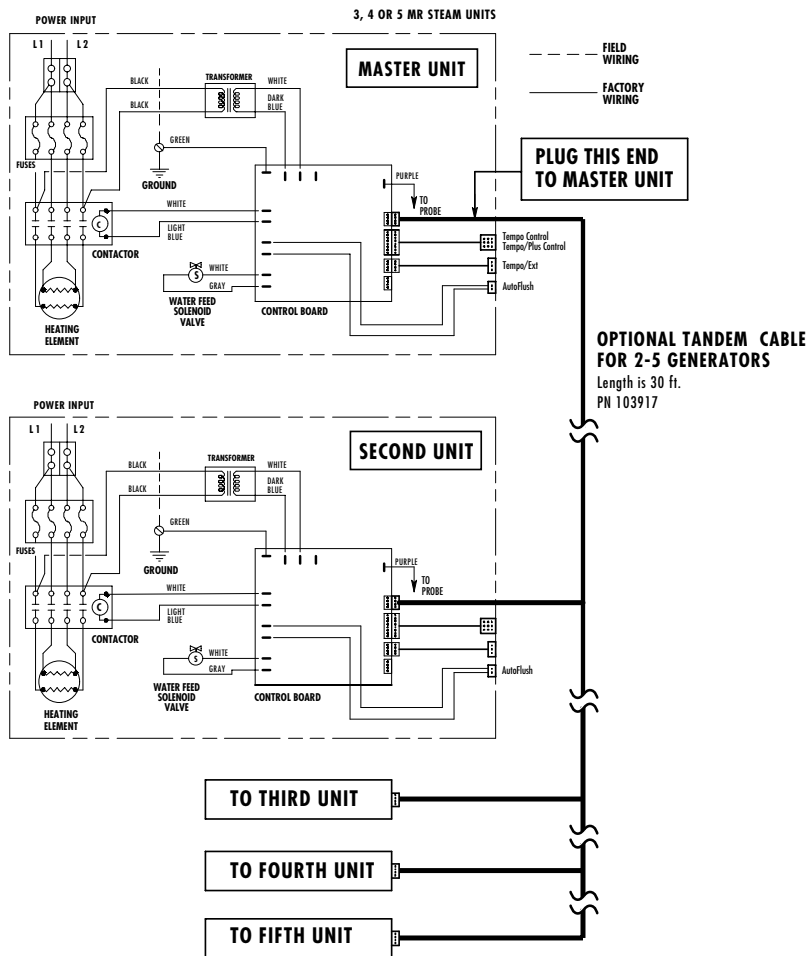 3, 4 OR 5 MR STEAM UNITS
POWER INPUT
L1 L2
MASTER UNIT
FIELD
WIRING
FACTORY
WIRING
BLACK
TRANSFORMER
WHITE
BLACK
DARK
BLUE
GREEN
FUSES
GROUND
PURPLE
TO
PROBE
PLUG THIS END
TO MASTER UNIT
WHITE
C
LIGHT
BLUE
CONTACTOR
Tempo Control
Tempo/Plus Control
Tempo/Ext
WHITE
S
GRAY
AutoFlush
WATER FEED
SOLENOID
VALVE
CONTROL BOARD
HEATING
ELEMENT
OPTIONAL TANDEM CABLE
FOR 2-5 GENERATORS
Length is 30 ft.
PN 103917
POWER INPUT
L1 L2
SECOND UNIT
BLACK
TRANSFORMER
WHITE
BLACK
DARK
BLUE
GREEN
FUSES
GROUND
PURPLE
TO
PROBE
WHITE
C
LIGHT
BLUE
CONTACTOR
WHITE
S
GRAY
AutoFlush
WATER FEED
SOLENOID
VALVE
CONTROL BOARD
HEATING
ELEMENT
TO THIRD UNIT
TO FOURTH UNIT
TO FIFTH UNIT